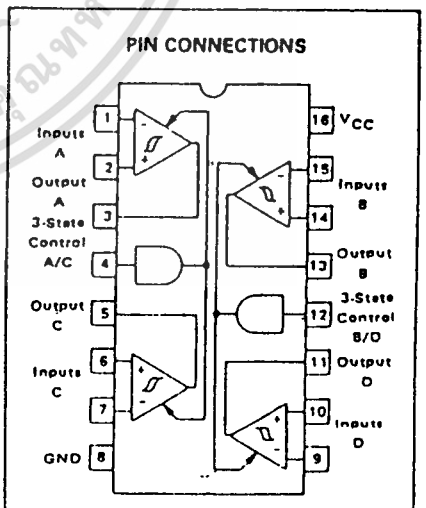 PIN CONNECTIONS
1
Inputs
A
2
Output
A
3
3-State
Control
A/C
4
Output
C
5
6
Inputs
C
7
GND 8
16 VCC
15
Inputs
B
14
Output
13
B
3-State
12
Control
B/D
11 Output
D
10
Inputs
D
9